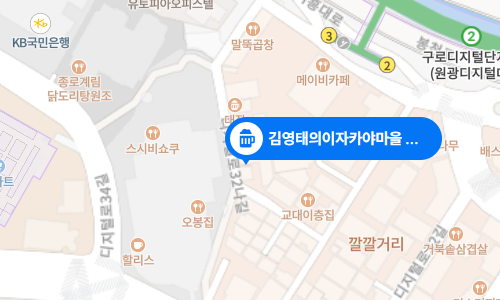 유토피아오피스텔
KB국민은행
말뚝곱창
3
2
2
구로디지털단지
(원광디지털대
메이비카페
종로계림
닭도리탕원조
김영태의이자카야마을 ...
스시비쇼쿠
나무
디지털로34길
디지털로32나길
오봉집
교대이층집
깔깔거리
할리스
거북솥삼겹살